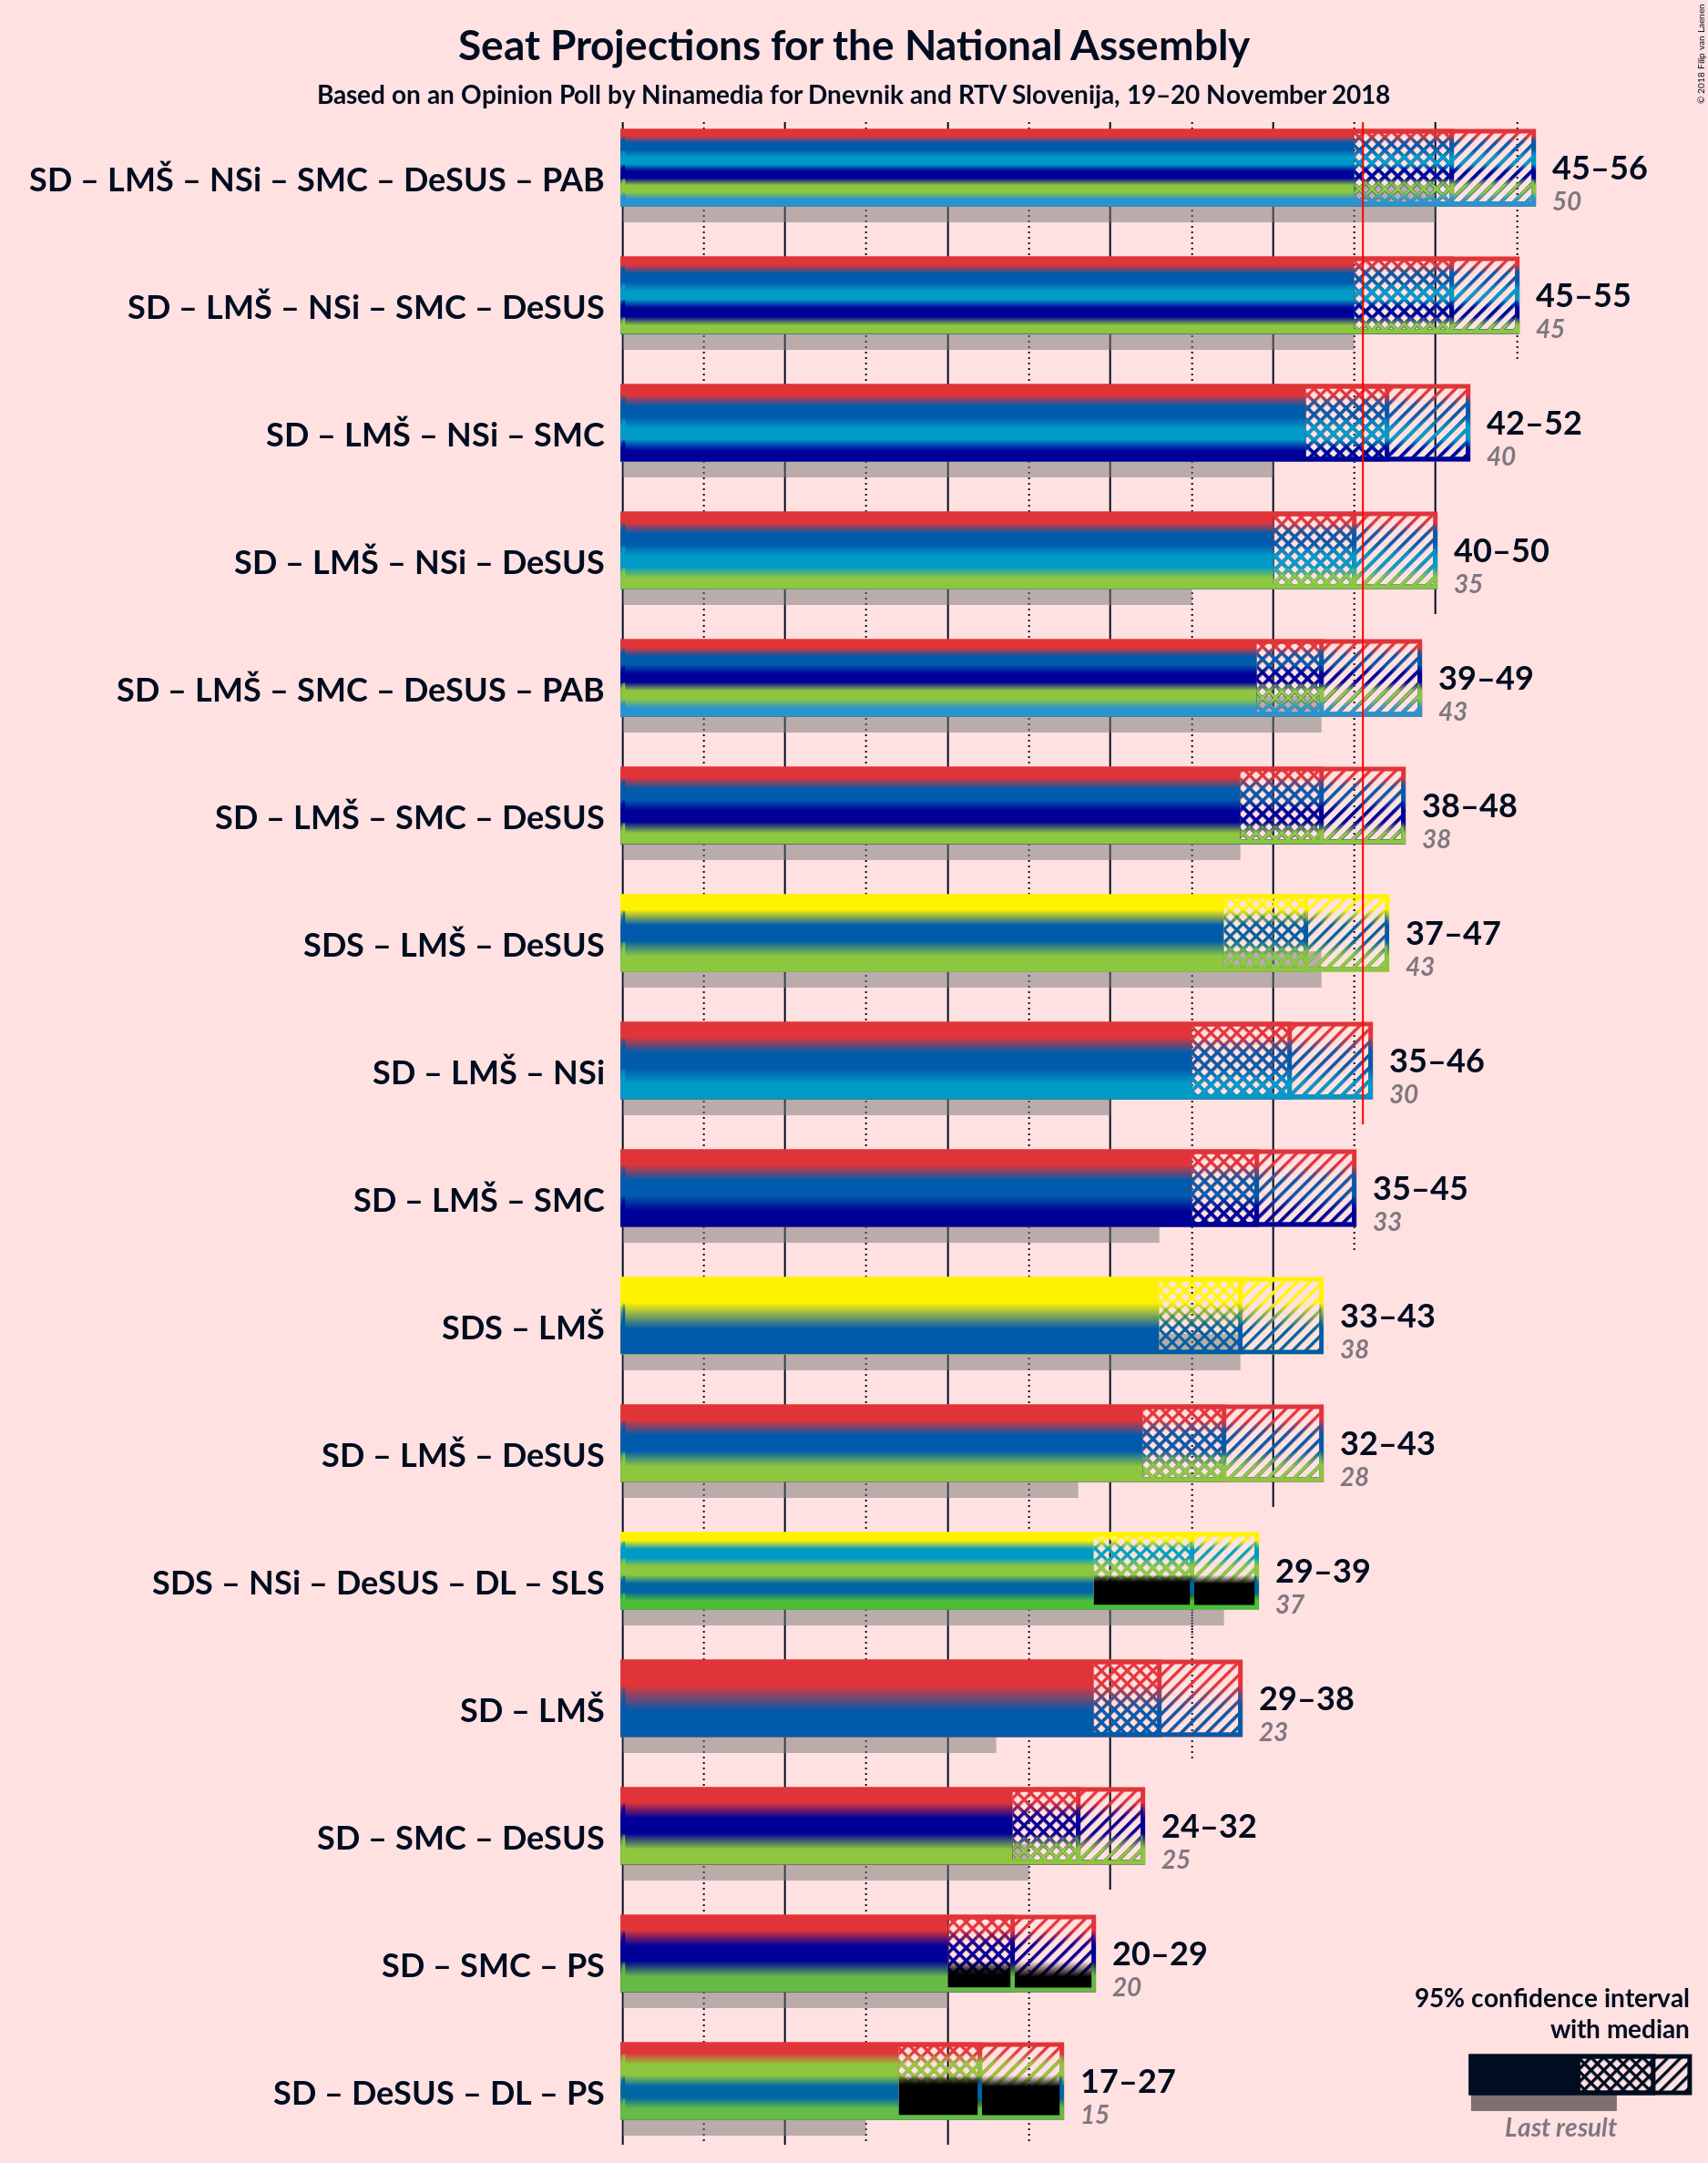 © 2018 Filip van Laenen
Seat Projections for the National Assembly
Based on an Opinion Poll by Ninamedia for Dnevnik and RTV Slovenija, 19–20 November 2018
SD – LMŠ – NSi – SMC – DeSUS – PAB
45–56
50
SD – LMŠ – NSi – SMC – DeSUS
45–55
45
SD – LMŠ – NSi – SMC
42–52
40
SD – LMŠ – NSi – DeSUS
40–50
35
SD – LMŠ – SMC – DeSUS – PAB
39–49
43
SD – LMŠ – SMC – DeSUS
38–48
38
SDS – LMŠ – DeSUS
37–47
43
SD – LMŠ – NSi
35–46
30
SD – LMŠ – SMC
35–45
33
SDS – LMŠ
33–43
38
SD – LMŠ – DeSUS
32–43
28
SDS – NSi – DeSUS – DL – SLS
29–39
37
SD – LMŠ
29–38
23
SD – SMC – DeSUS
24–32
25
SD – SMC – PS
20–29
20
SD – DeSUS – DL – PS
17–27
15
95% confidence interval
with median
Last result